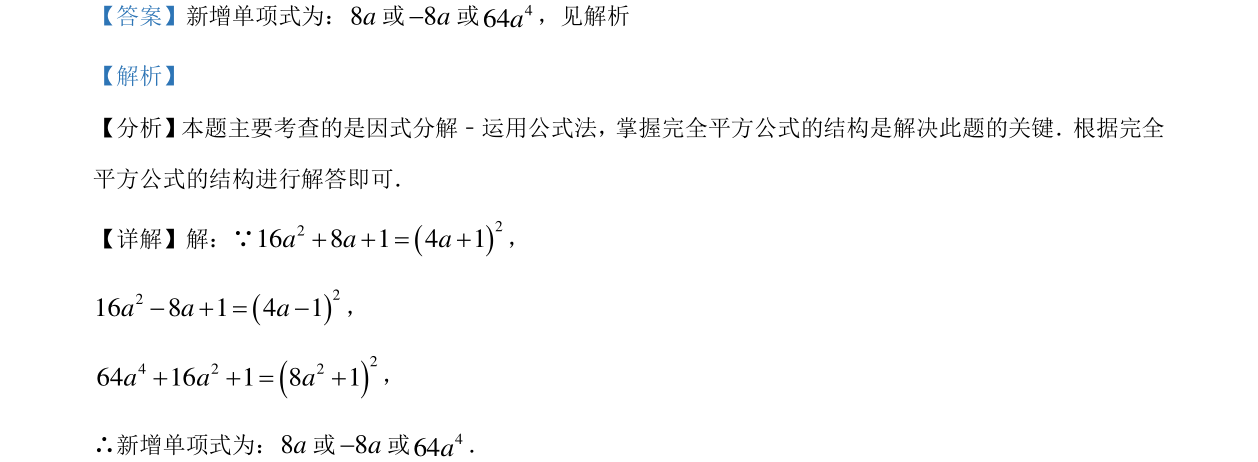 【答案】新增单项式为：8a 或 −8a 或 64a⁴，见解析
【解析】
【分析】本题主要考查的是因式分解﹣运用公式法，掌握完全平方公式的结构是解决此题的关键．根据完全
平方公式的结构进行解答即可．
【详解】解：∵16a² + 8a + 1 = (4a + 1)²，
16a² − 8a + 1 = (4a − 1)²，
64a⁴ + 16a² + 1 = (8a² + 1)²，
∴新增单项式为：8a 或 −8a 或 64a⁴．